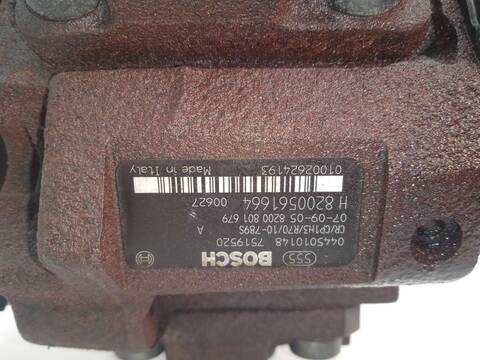 555 BOSCH
0445010148 7519520
CR/CP1H3/R70/10-789S A
07-09-05 8200 801 679
H 8200561664 00627
01002624193 Made in Italy